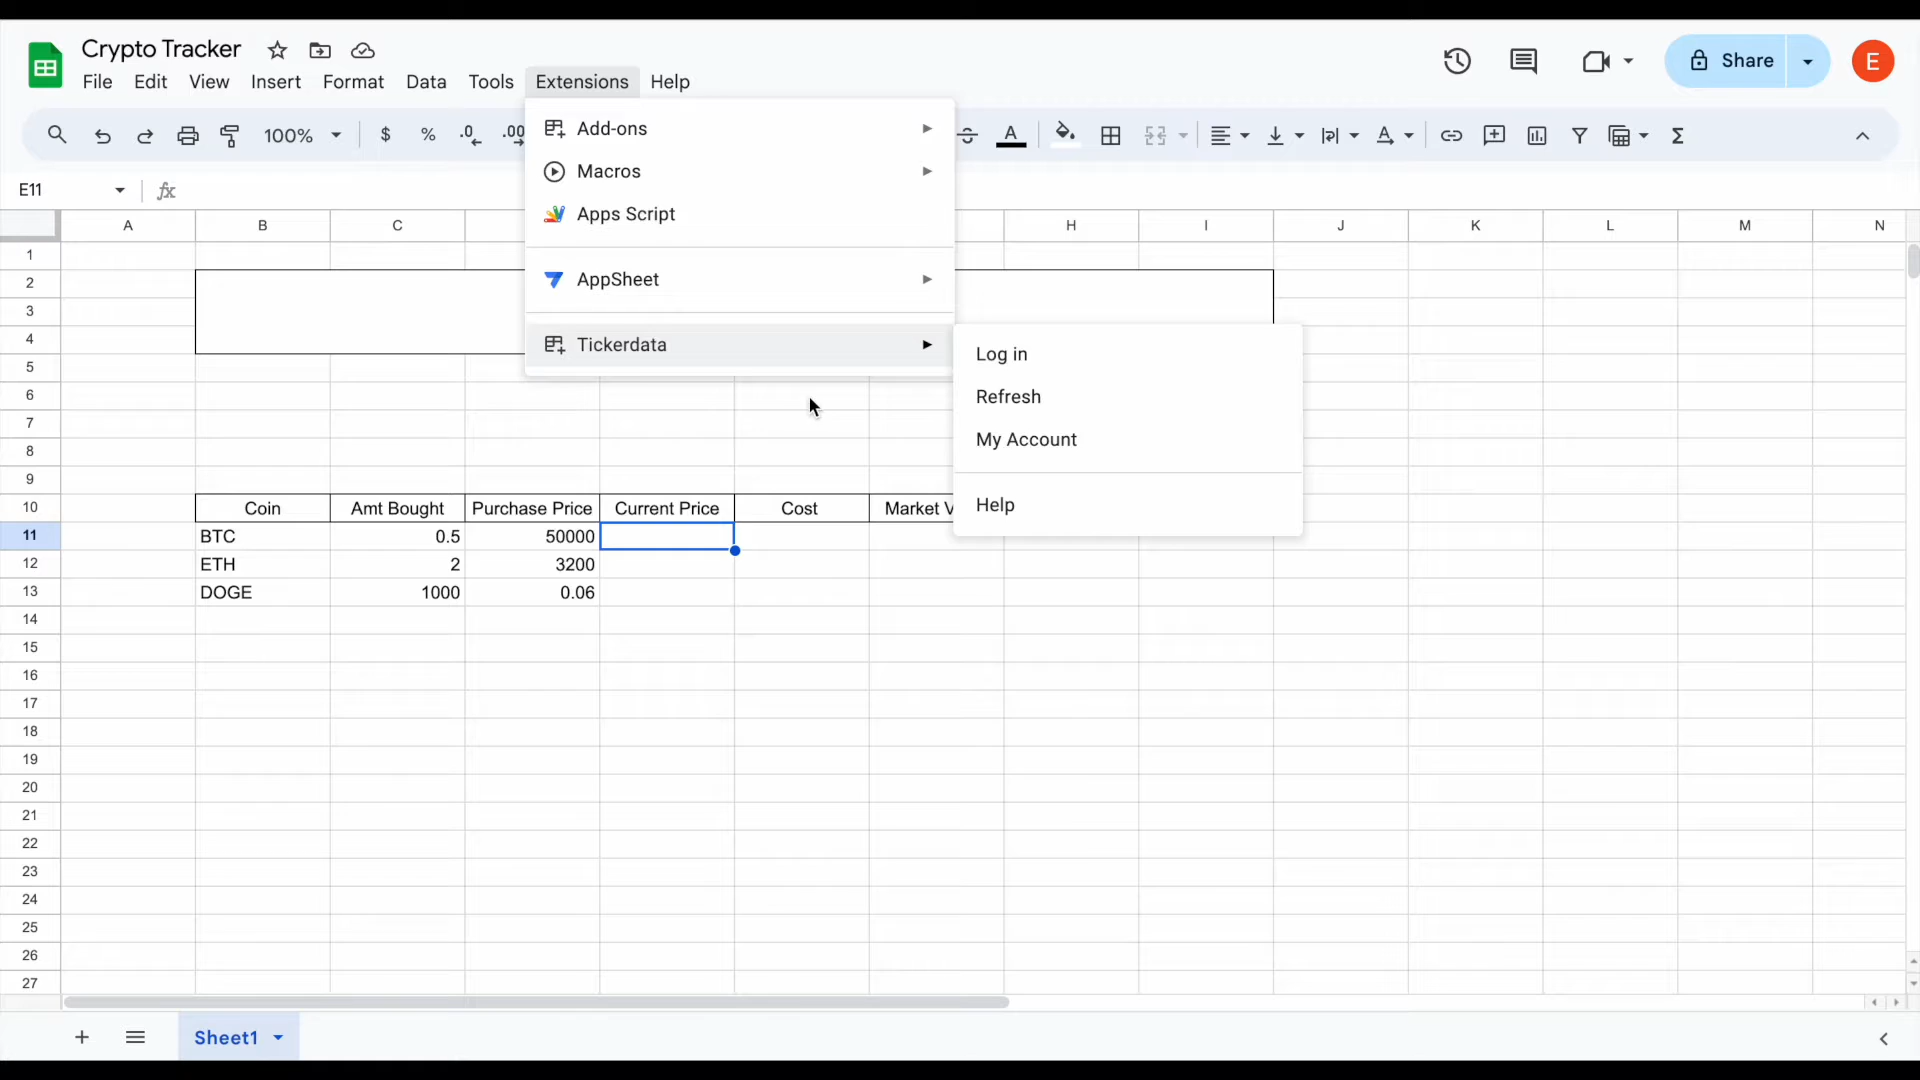 Crypto Tracker
File Edit View Insert Format Data Tools Extensions Help
Share
E
100% $ % .0 .00 A A Σ
E11 fx
Add-ons
Macros
Apps Script
AppSheet
Tickerdata
Log in
Refresh
My Account
Help
A B C H I J K L M N
1
2
3
4
5
6
7
8
9
10 Coin Amt Bought Purchase Price Current Price Cost Market V
11 BTC 0.5 50000
12 ETH 2 3200
13 DOGE 1000 0.06
14
15
16
17
18
19
20
21
22
23
24
25
26
27
Sheet1